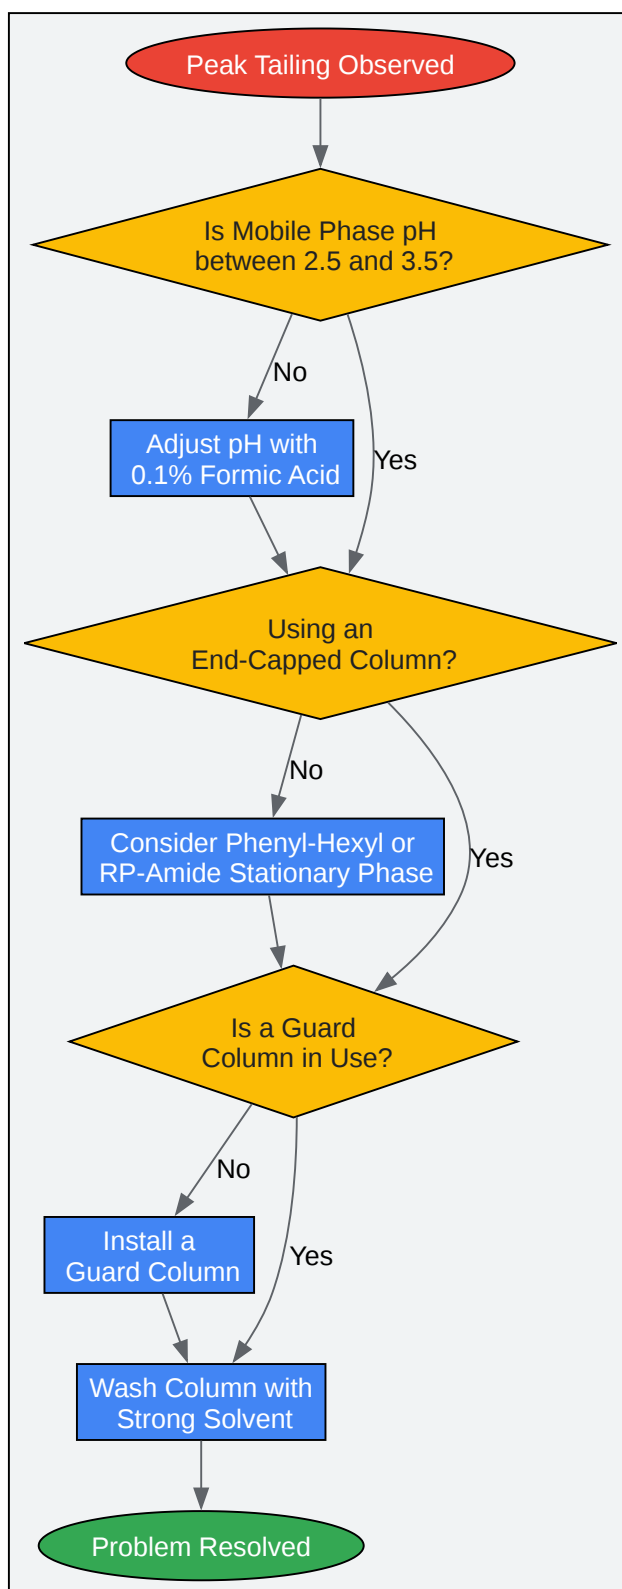 Peak Tailing Observed
Is Mobile Phase pH
between 2.5 and 3.5?
No
Adjust pH with
0.1% Formic Acid
Yes
Using an
End-Capped Column?
No
Consider Phenyl-Hexyl or
RP-Amide Stationary Phase
Yes
Is a Guard
Column in Use?
No
Install a
Guard Column
Yes
Wash Column with
Strong Solvent
Problem Resolved